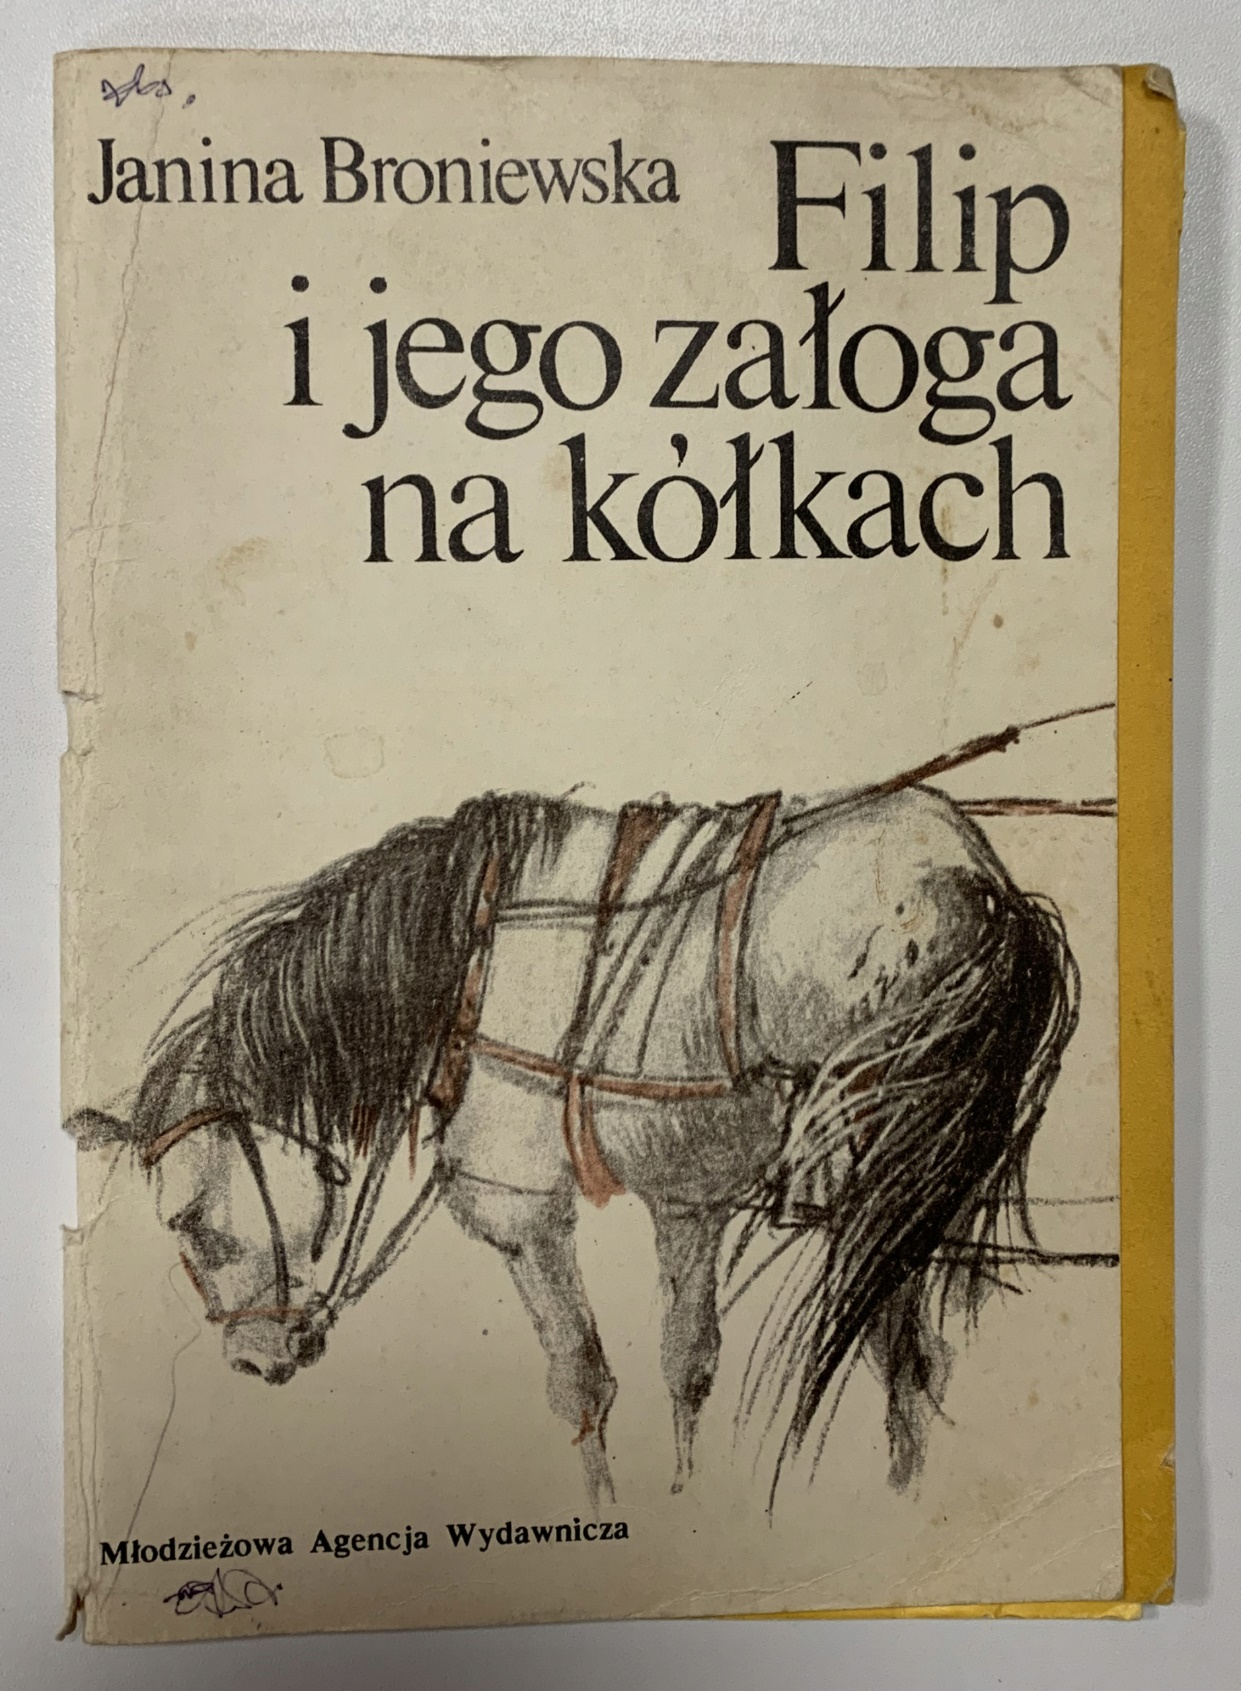 Janina Broniewska
Filip
i jego załoga
na kółkach
Młodzieżowa Agencja Wydawnicza